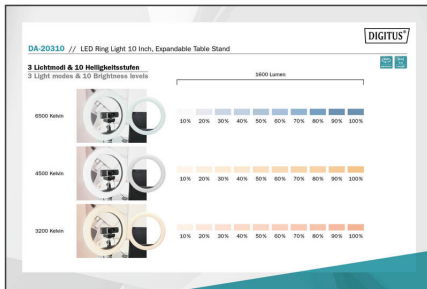 DIGITUS®
DA-20310 // LED Ring Light 10 Inch, Expandable Table Stand
3 Lichtmodi & 10 Helligkeitsstufen
3 Light modes & 10 Brightness levels
1600 Lumen
6500 Kelvin
10% 20% 30% 40% 50% 60% 70% 80% 90% 100%
4500 Kelvin
10% 20% 30% 40% 50% 60% 70% 80% 90% 100%
3200 Kelvin
10% 20% 30% 40% 50% 60% 70% 80% 90% 100%